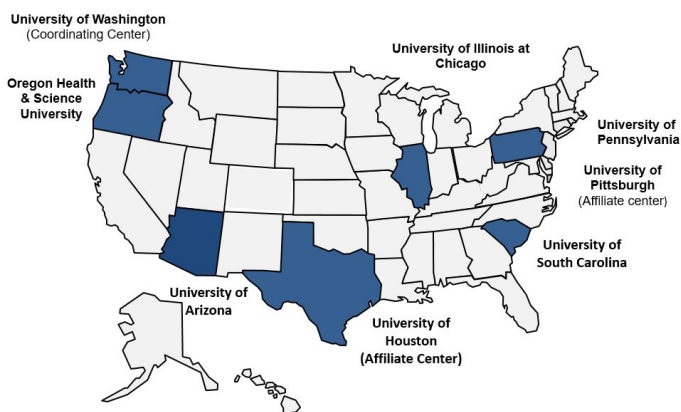 University of Washington
(Coordinating Center)
Oregon Health
& Science
University
University of Illinois at
Chicago
University of
Pennsylvania
University of
Pittsburgh
(Affiliate center)
University of
South Carolina
University of
Arizona
University of
Houston
(Affiliate Center)